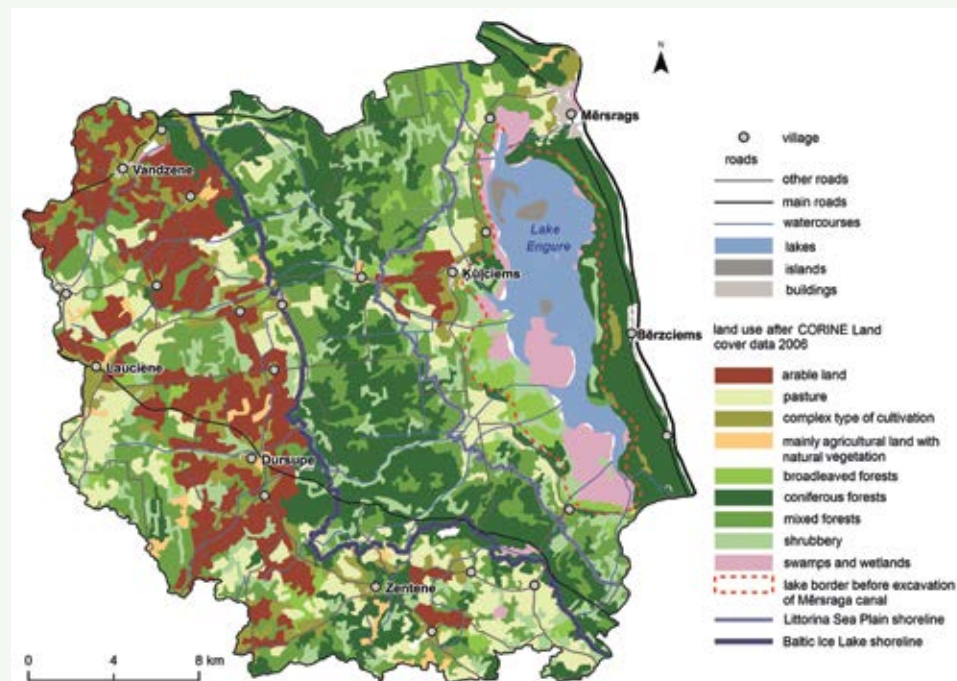 N
Mērsrags
Vandzene
Lake
Engure
Ķūļciems
Bērzciems
Lauciene
Dursupe
Zentene
0 4 8 km
village
roads
other roads
main roads
watercourses
lakes
islands
buildings
land use after CORINE Land
cover data 2006
arable land
pasture
complex type of cultivation
mainly agricultural land with
natural vegetation
broadleaved forests
coniferous forests
mixed forests
shrubbery
swamps and wetlands
lake border before excavation
of Mērsraga canal
Littorina Sea Plain shoreline
Baltic Ice Lake shoreline